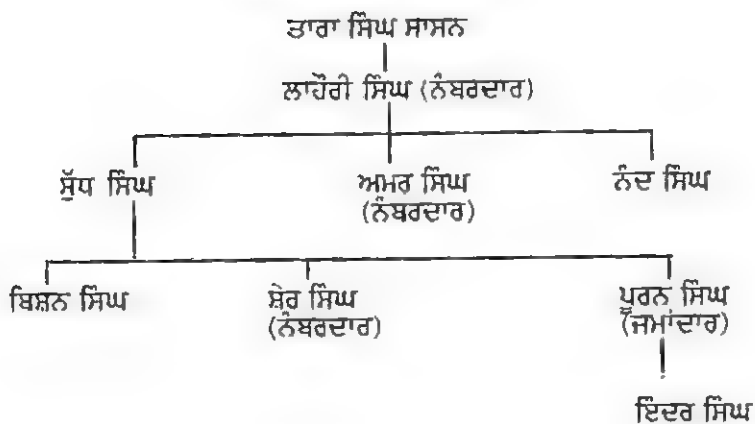 ਤਾਰਾ ਸਿੰਘ ਸਾਸਨ
ਲਾਹੌਰੀ ਸਿੰਘ (ਨੰਬਰਦਾਰ)
ਸੁੱਧ ਸਿੰਘ ਅਮਰ ਸਿੰਘ ਨੰਦ ਸਿੰਘ
(ਨੰਬਰਦਾਰ)
ਬਿਸ਼ਨ ਸਿੰਘ ਸ਼ੇਰ ਸਿੰਘ ਪੂਰਨ ਸਿੰਘ
(ਨੰਬਰਦਾਰ) (ਜਮਾਂਦਾਰ)
ਇੰਦਰ ਸਿੰਘ